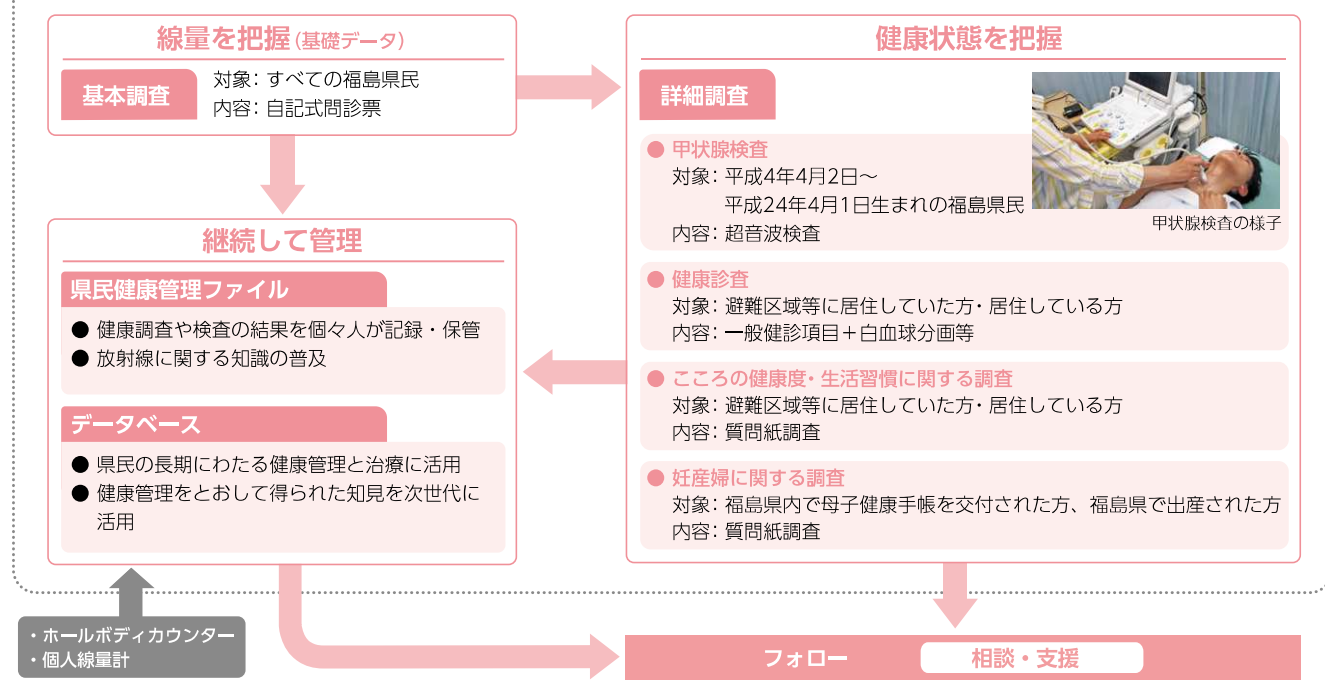 線量を把握（基礎データ）
基本調査
対象：すべての福島県民
内容：自記式問診票
継続して管理
県民健康管理ファイル
● 健康調査や検査の結果を個々人が記録・保管
● 放射線に関する知識の普及
データベース
● 県民の長期にわたる健康管理と治療に活用
● 健康管理をとおして得られた知見を次世代に
活用
・ホールボディカウンター
・個人線量計
健康状態を把握
詳細調査
● 甲状腺検査
対象：平成4年4月2日～
平成24年4月1日生まれの福島県民
内容：超音波検査
甲状腺検査の様子
● 健康診査
対象：避難区域等に居住していた方・居住している方
内容：一般健診項目＋白血球分画等
● こころの健康度・生活習慣に関する調査
対象：避難区域等に居住していた方・居住している方
内容：質問紙調査
● 妊産婦に関する調査
対象：福島県内で母子健康手帳を交付された方、福島県で出産された方
内容：質問紙調査
フォロー 相談・支援